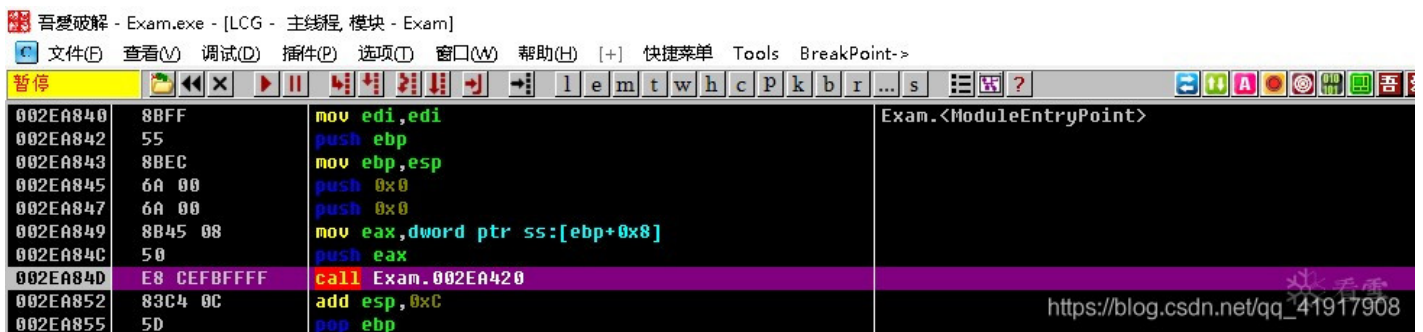 吾愛破解 - Exam.exe - [LCG - 主线程, 模块 - Exam]
C 文件(F) 查看(V) 调试(D) 插件(P) 选项(T) 窗口(W) 帮助(H) [+] 快捷菜单 Tools BreakPoint->
暂停 l e m t w h c P k b r ... s ? A 吾
002EA840 8BFF mov edi,edi Exam.<ModuleEntryPoint>
002EA842 55 push ebp
002EA843 8BEC mov ebp,esp
002EA845 6A 00 push 0x0
002EA847 6A 00 push 0x0
002EA849 8B45 08 mov eax,dword ptr ss:[ebp+0x8]
002EA84C 50 push eax
002EA84D E8 CEFBFFFF call Exam.002EA420
002EA852 83C4 0C add esp,0xC
002EA855 5D pop ebp
看雪
https://blog.csdn.net/qq_41917908